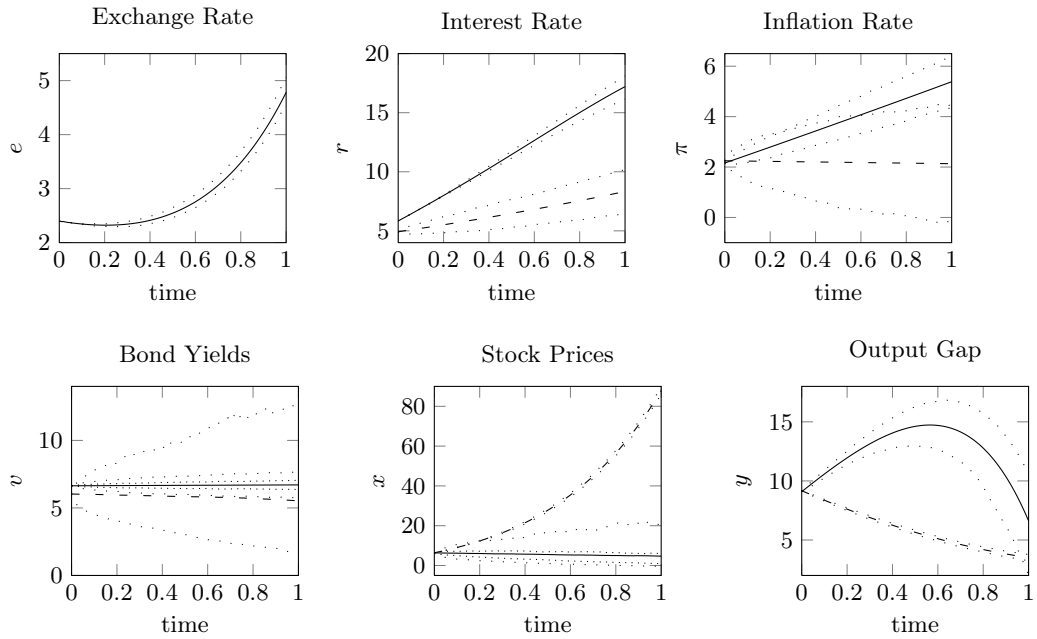 Exchange Rate
Interest Rate
Inflation Rate
e
5
4
3
2
0 0.2 0.4 0.6 0.8 1
time
r
20
15
10
5
0 0.2 0.4 0.6 0.8 1
time
π
6
4
2
0
0 0.2 0.4 0.6 0.8 1
time
Bond Yields
Stock Prices
Output Gap
v
10
5
0
0 0.2 0.4 0.6 0.8 1
time
x
80
60
40
20
0
0 0.2 0.4 0.6 0.8 1
time
y
15
10
5
0 0.2 0.4 0.6 0.8 1
time